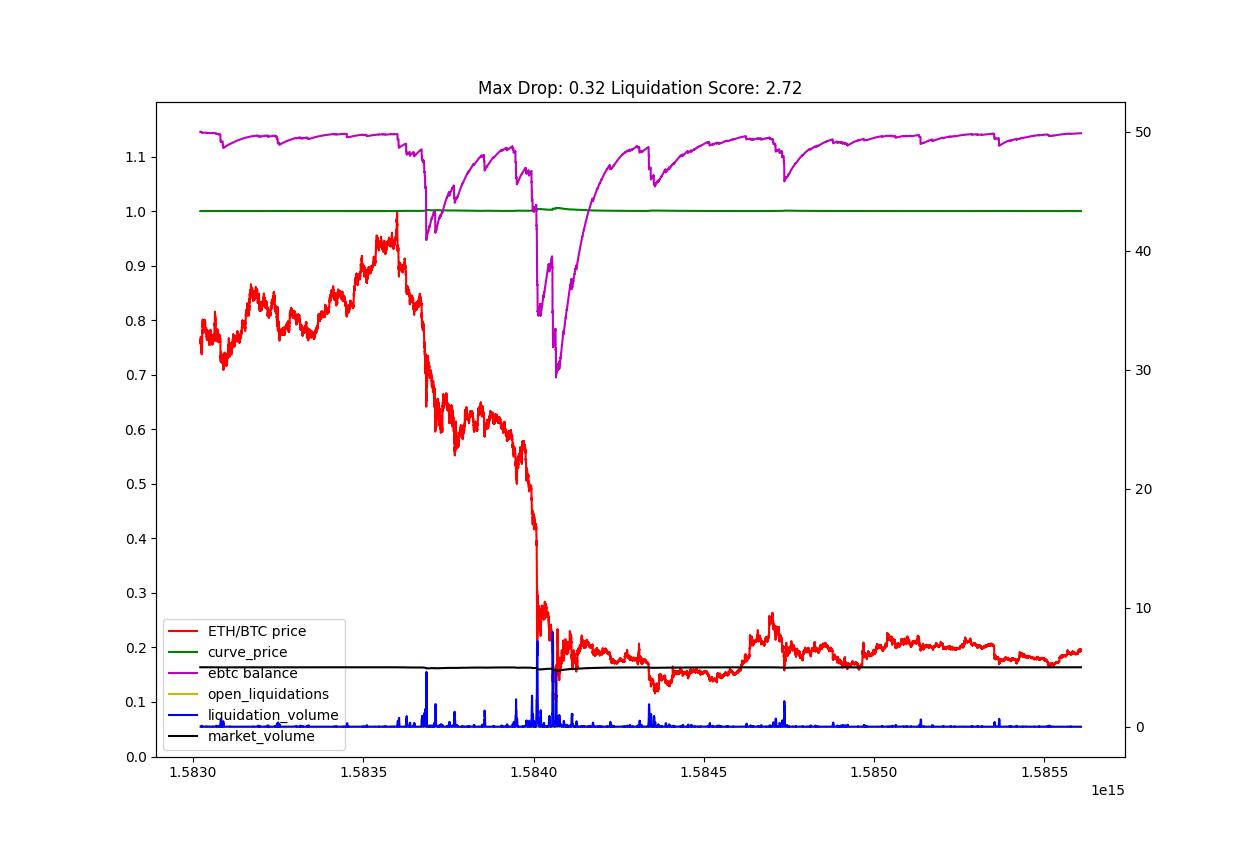 Max Drop: 0.32 Liquidation Score: 2.72
1.1
1.0
0.9
0.8
0.7
0.6
0.5
0.4
0.3
0.2
0.1
0.0
50
40
30
20
10
0
ETH/BTC price
curve_price
ebtc balance
open_liquidations
liquidation_volume
market_volume
1.5830 1.5835 1.5840 1.5845 1.5850 1.5855
1e15